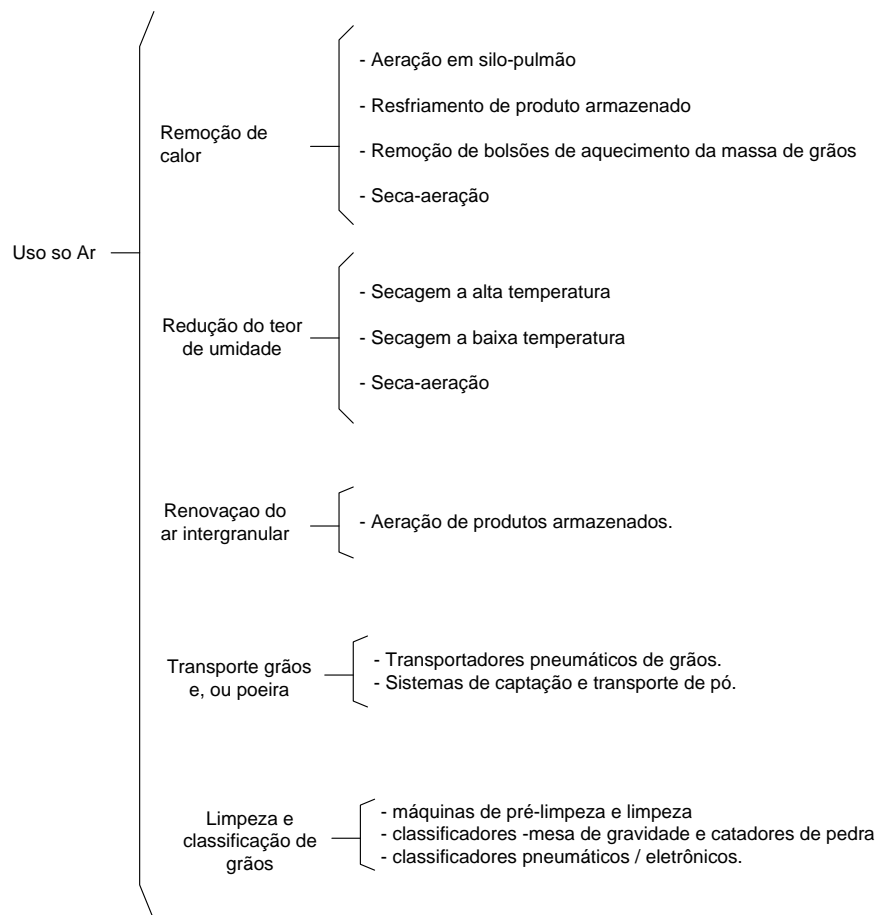 Uso so Ar
Remoção de
calor
- Aeração em silo-pulmão
- Resfriamento de produto armazenado
- Remoção de bolsões de aquecimento da massa de grãos
- Seca-aeração
Redução do teor
de umidade
- Secagem a alta temperatura
- Secagem a baixa temperatura
- Seca-aeração
Renovaçao do
ar intergranular
- Aeração de produtos armazenados.
Transporte grãos
e, ou poeira
- Transportadores pneumáticos de grãos.
- Sistemas de captação e transporte de pó.
Limpeza e
classificação de
grãos
- máquinas de pré-limpeza e limpeza
- classificadores -mesa de gravidade e catadores de pedra
- classificadores pneumáticos / eletrônicos.